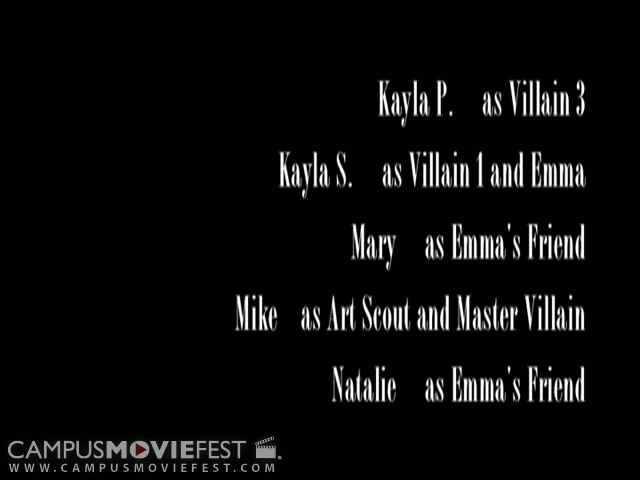 Kayla P. as Villain 3
Kayla S. as Villain 1 and Emma
Mary as Emma's Friend
Mike as Art Scout and Master Villain
Natalie as Emma's Friend
CAMPUSMOVIEFEST
WWW.CAMPUSMOVIEFEST.COM